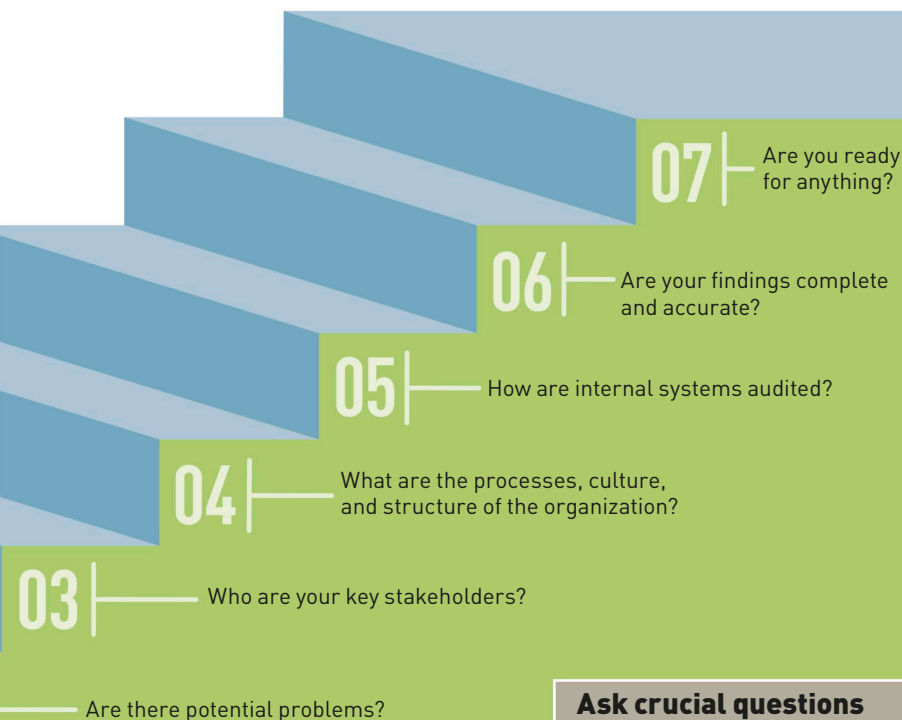 07
Are you ready
for anything?
06
Are your findings complete
and accurate?
05
How are internal systems audited?
04
What are the processes, culture,
and structure of the organization?
03
Who are your key stakeholders?
Are there potential problems?
Ask crucial questions